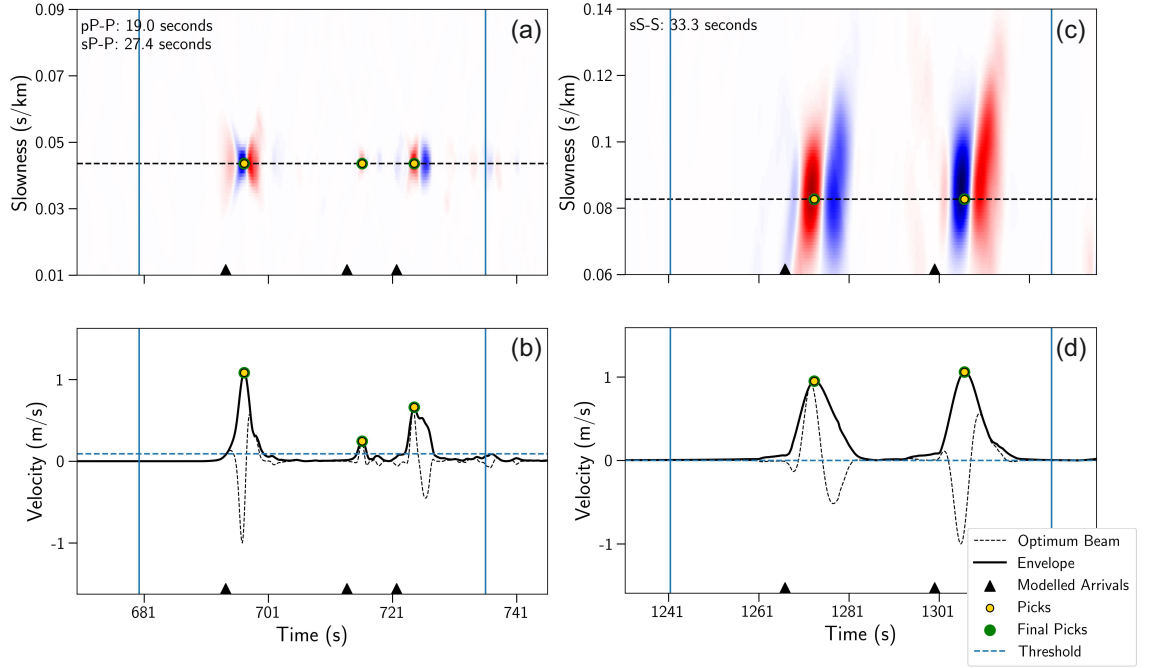 (a)
pP-P: 19.0 seconds
sP-P: 27.4 seconds
Slowness (s/km)
0.09
0.07
0.05
0.03
0.01
(c)
sS-S: 33.3 seconds
Slowness (s/km)
0.14
0.12
0.1
0.08
0.06
(b)
Velocity (m/s)
1
0
-1
681
701
721
741
Time (s)
(d)
Velocity (m/s)
1
0
-1
1241
1261
1281
1301
Time (s)
Optimum Beam
Envelope
Modelled Arrivals
Picks
Final Picks
Threshold